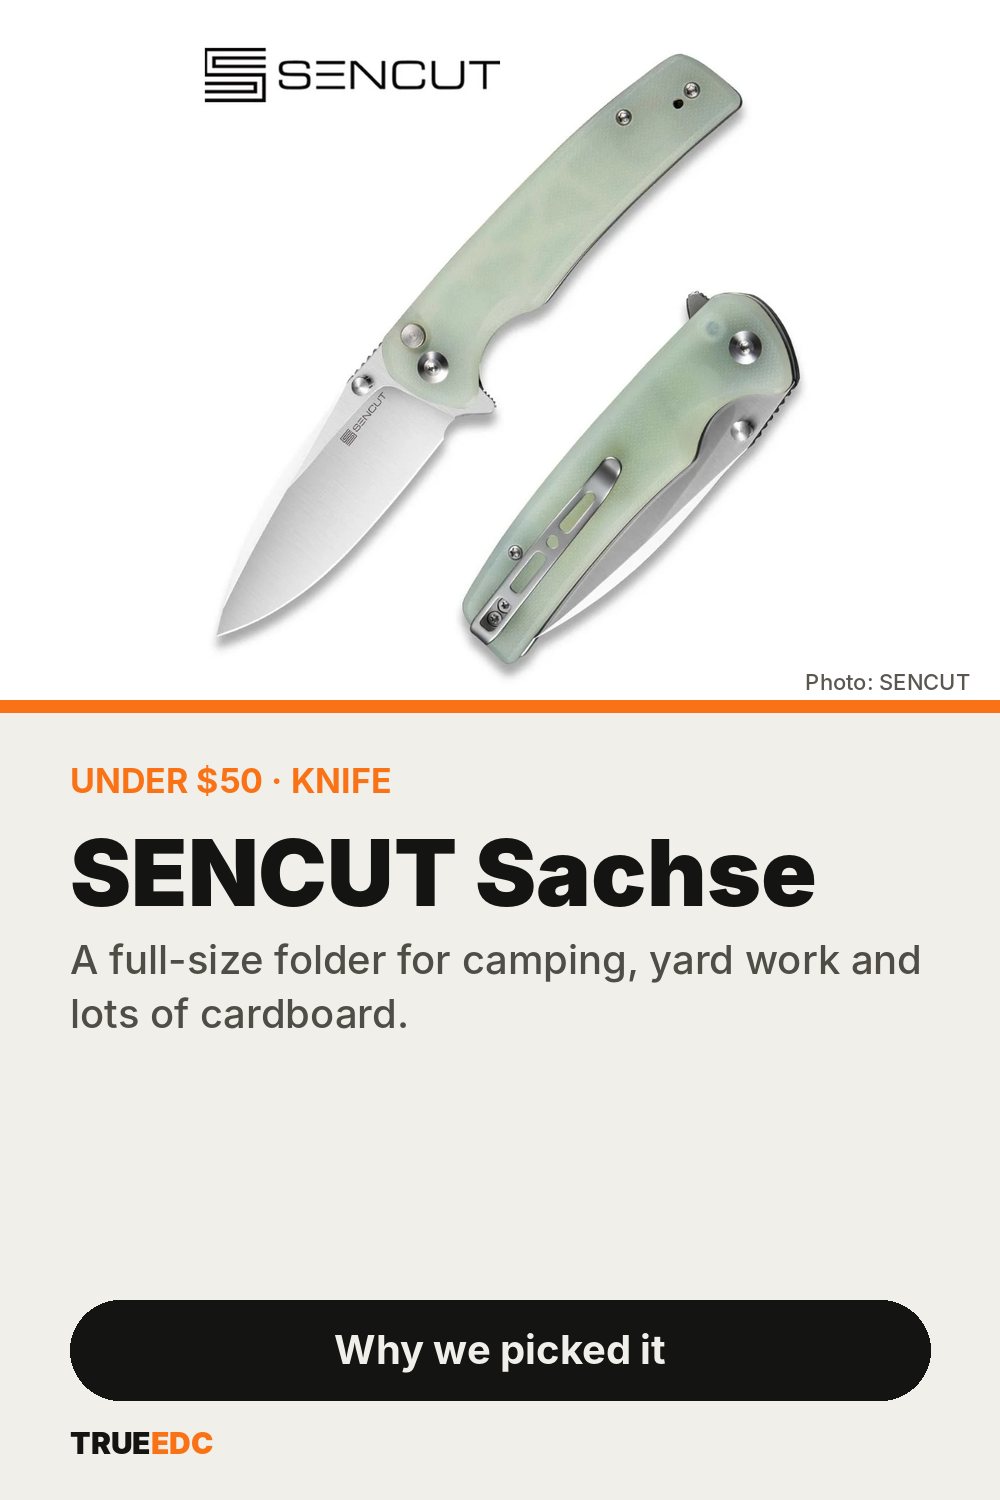 SENCUT
SENCUT
Photo: SENCUT
UNDER $50 · KNIFE
SENCUT Sachse
A full-size folder for camping, yard work and
lots of cardboard.
Why we picked it
TRUEEDC